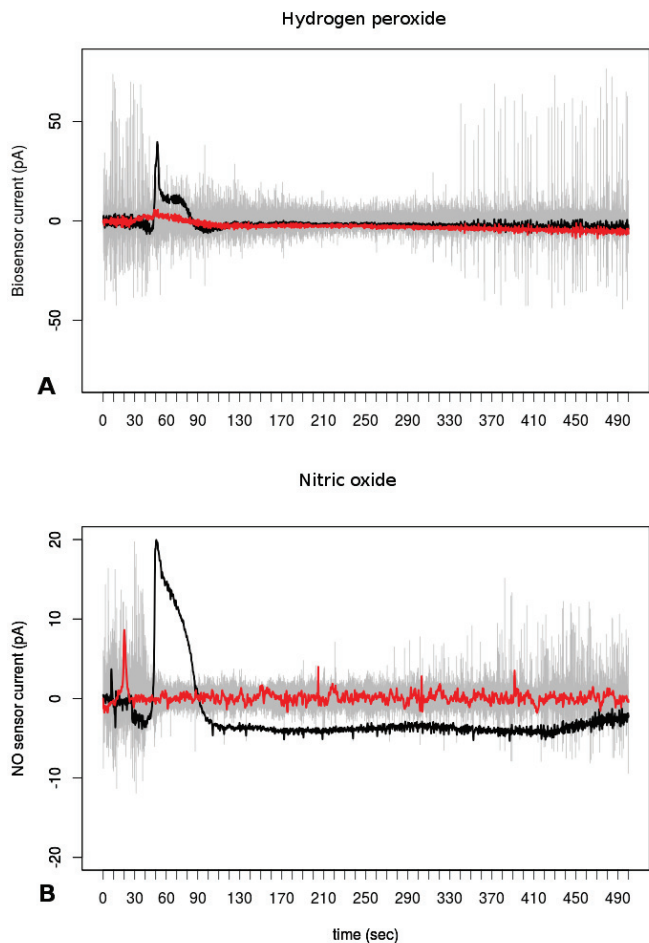 Hydrogen peroxide
Biosensor current (pA)
50
0
-50
A
0 30 60 90 130 170 210 250 290 330 370 410 450 490
Nitric oxide
NO sensor current (pA)
20
10
0
-10
-20
B
0 30 60 90 130 170 210 250 290 330 370 410 450 490
time (sec)